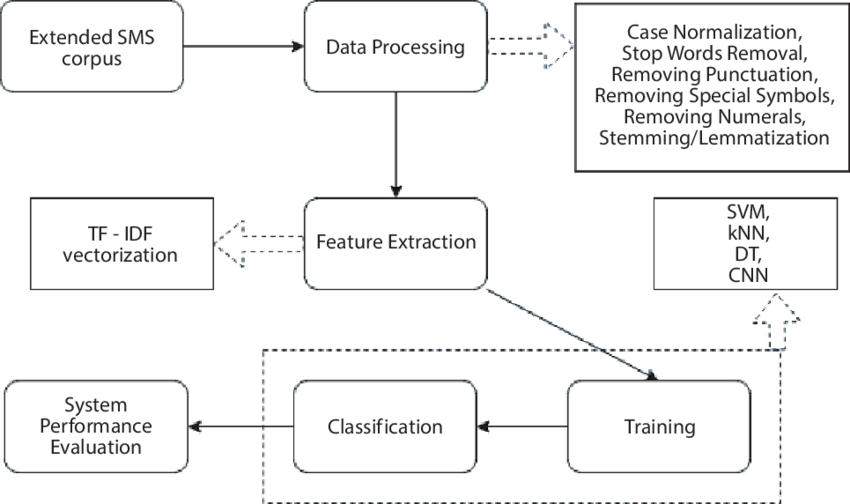 Extended SMS
corpus
Data Processing
Case Normalization,
Stop Words Removal,
Removing Punctuation,
Removing Special Symbols,
Removing Numerals,
Stemming/Lemmatization
TF - IDF
vectorization
Feature Extraction
SVM,
kNN,
DT,
CNN
System
Performance
Evaluation
Classification
Training